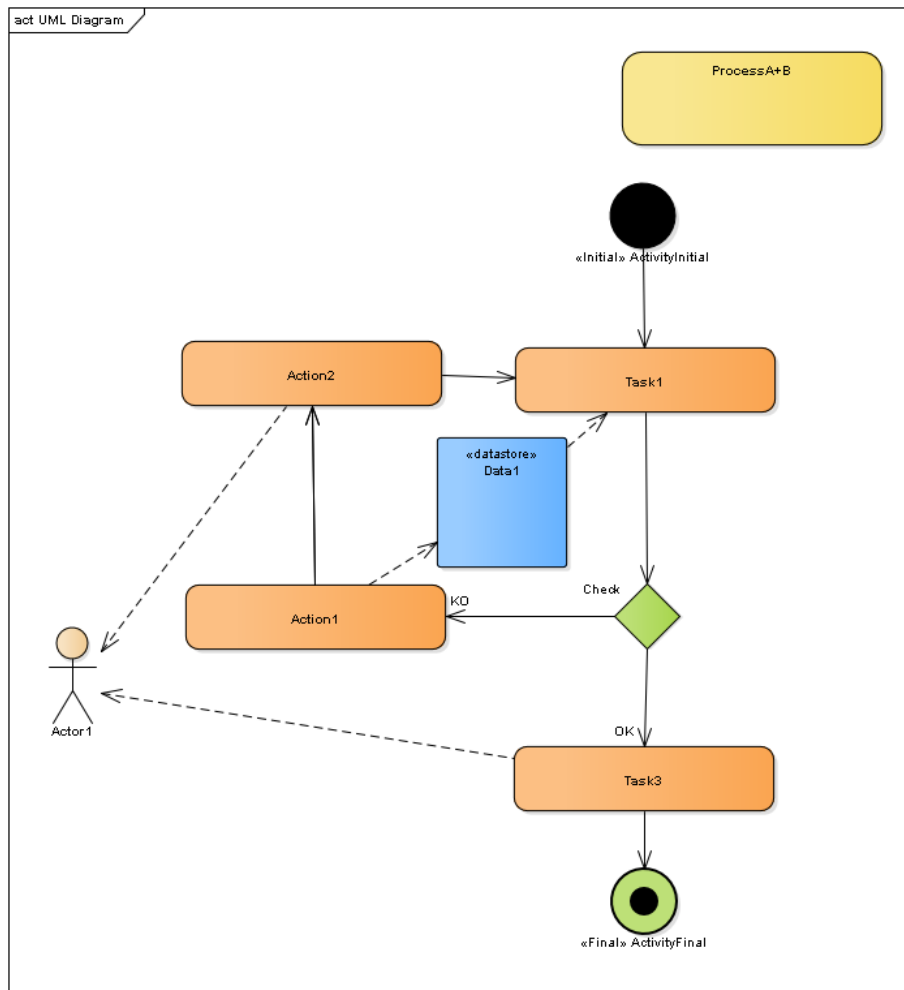 act UML Diagram
ProcessA+B
«Initial» ActivityInitial
Action2
Task1
«datastore»
Data1
Check
KO
Action1
Actor1
OK
Task3
«Final» ActivityFinal